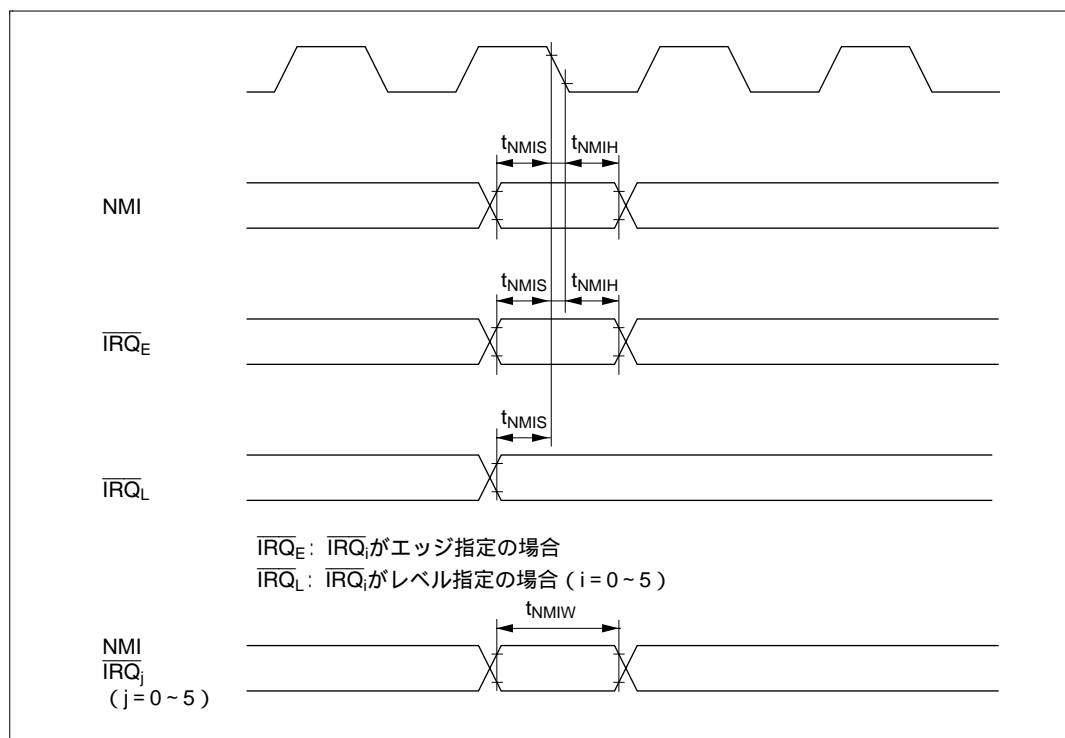 tNMIS tNMIH
NMI
tNMIS tNMIH
IRQE
tNMIS
IRQL
IRQE: IRQiがエッジ指定の場合
IRQL: IRQiがレベル指定の場合 (i=0~5)
tNMIW
NMI
IRQj
(j=0~5)